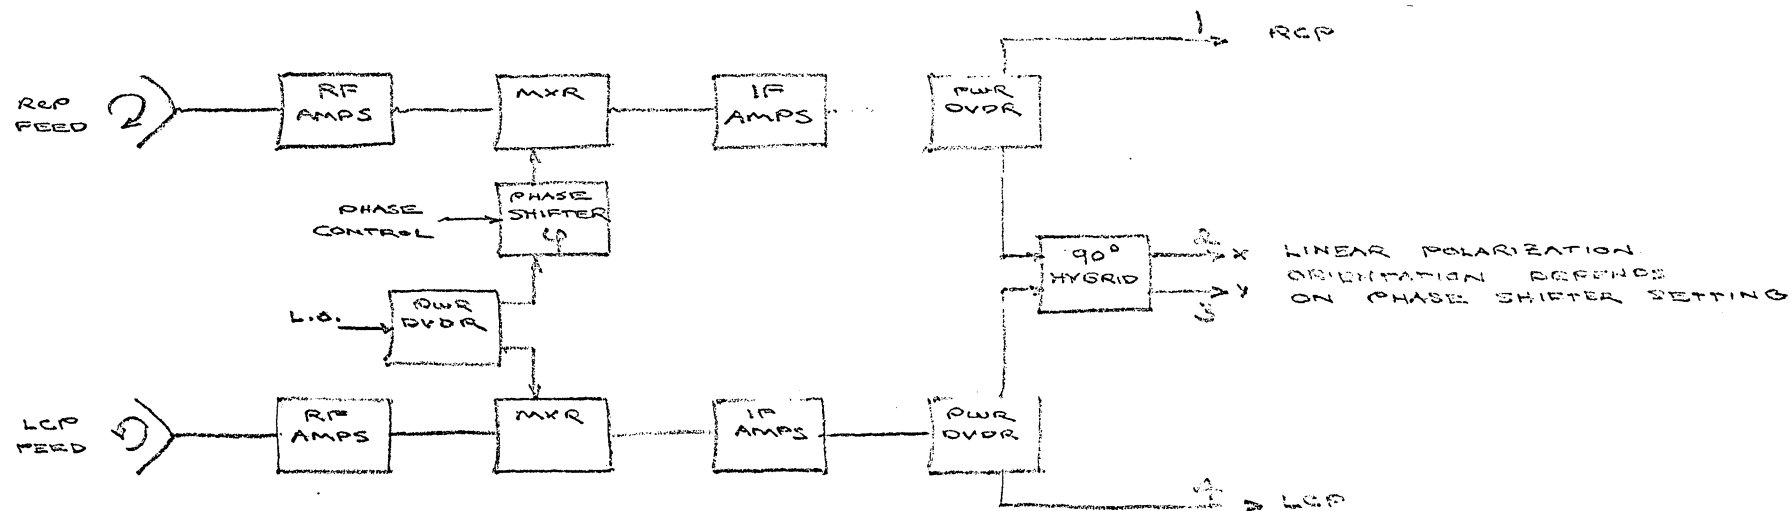 1
RCP
RCP
FEED
RF
AMPS
MXR
IF
AMPS
PWR
DVDR
PHASE
CONTROL
PHASE
SHIFTER
φ
90°
HYBRID
2
X
3
Y
LINEAR POLARIZATION
ORIENTATION DEPENDS
ON PHASE SHIFTER SETTING
L.O.
PWR
DVDR
LCP
FEED
RF
AMPS
MXR
IF
AMPS
PWR
DVDR
4
LCP